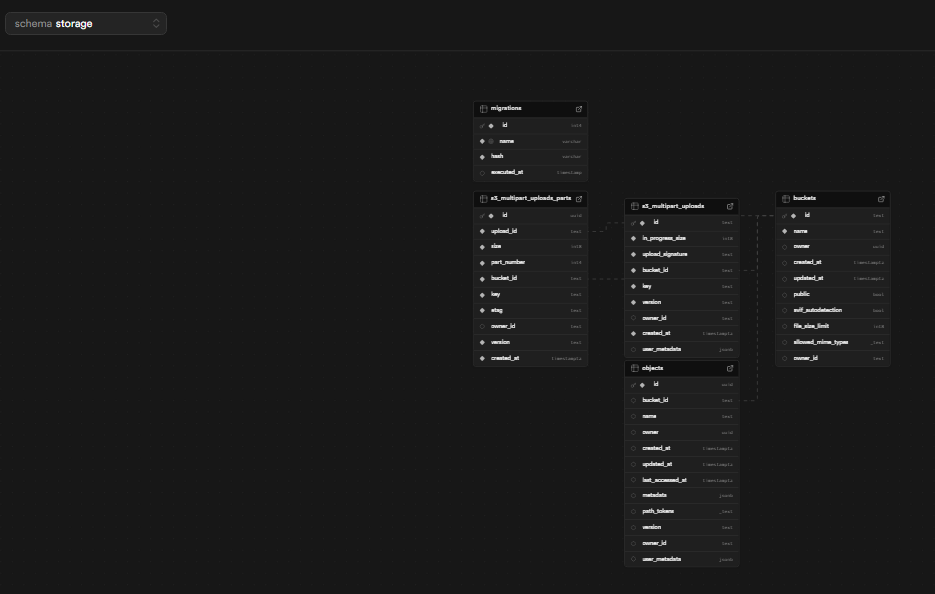 schema storage
migrations
id int4
name varchar
hash varchar
executed_at timestamp
s3_multipart_uploads_parts
id uuid
upload_id text
size int8
part_number int4
bucket_id text
key text
etag text
owner_id text
version text
created_at timestamptz
s3_multipart_uploads
id text
in_progress_size int8
upload_signature text
bucket_id text
key text
version text
owner_id text
created_at timestamptz
user_metadata jsonb
objects
id uuid
bucket_id text
name text
owner uuid
created_at timestamptz
updated_at timestamptz
last_accessed_at timestamptz
metadata jsonb
path_tokens _text
version text
owner_id text
user_metadata jsonb
buckets
id text
name text
owner uuid
created_at timestamptz
updated_at timestamptz
public bool
avif_autodetection bool
file_size_limit int8
allowed_mime_types _text
owner_id text